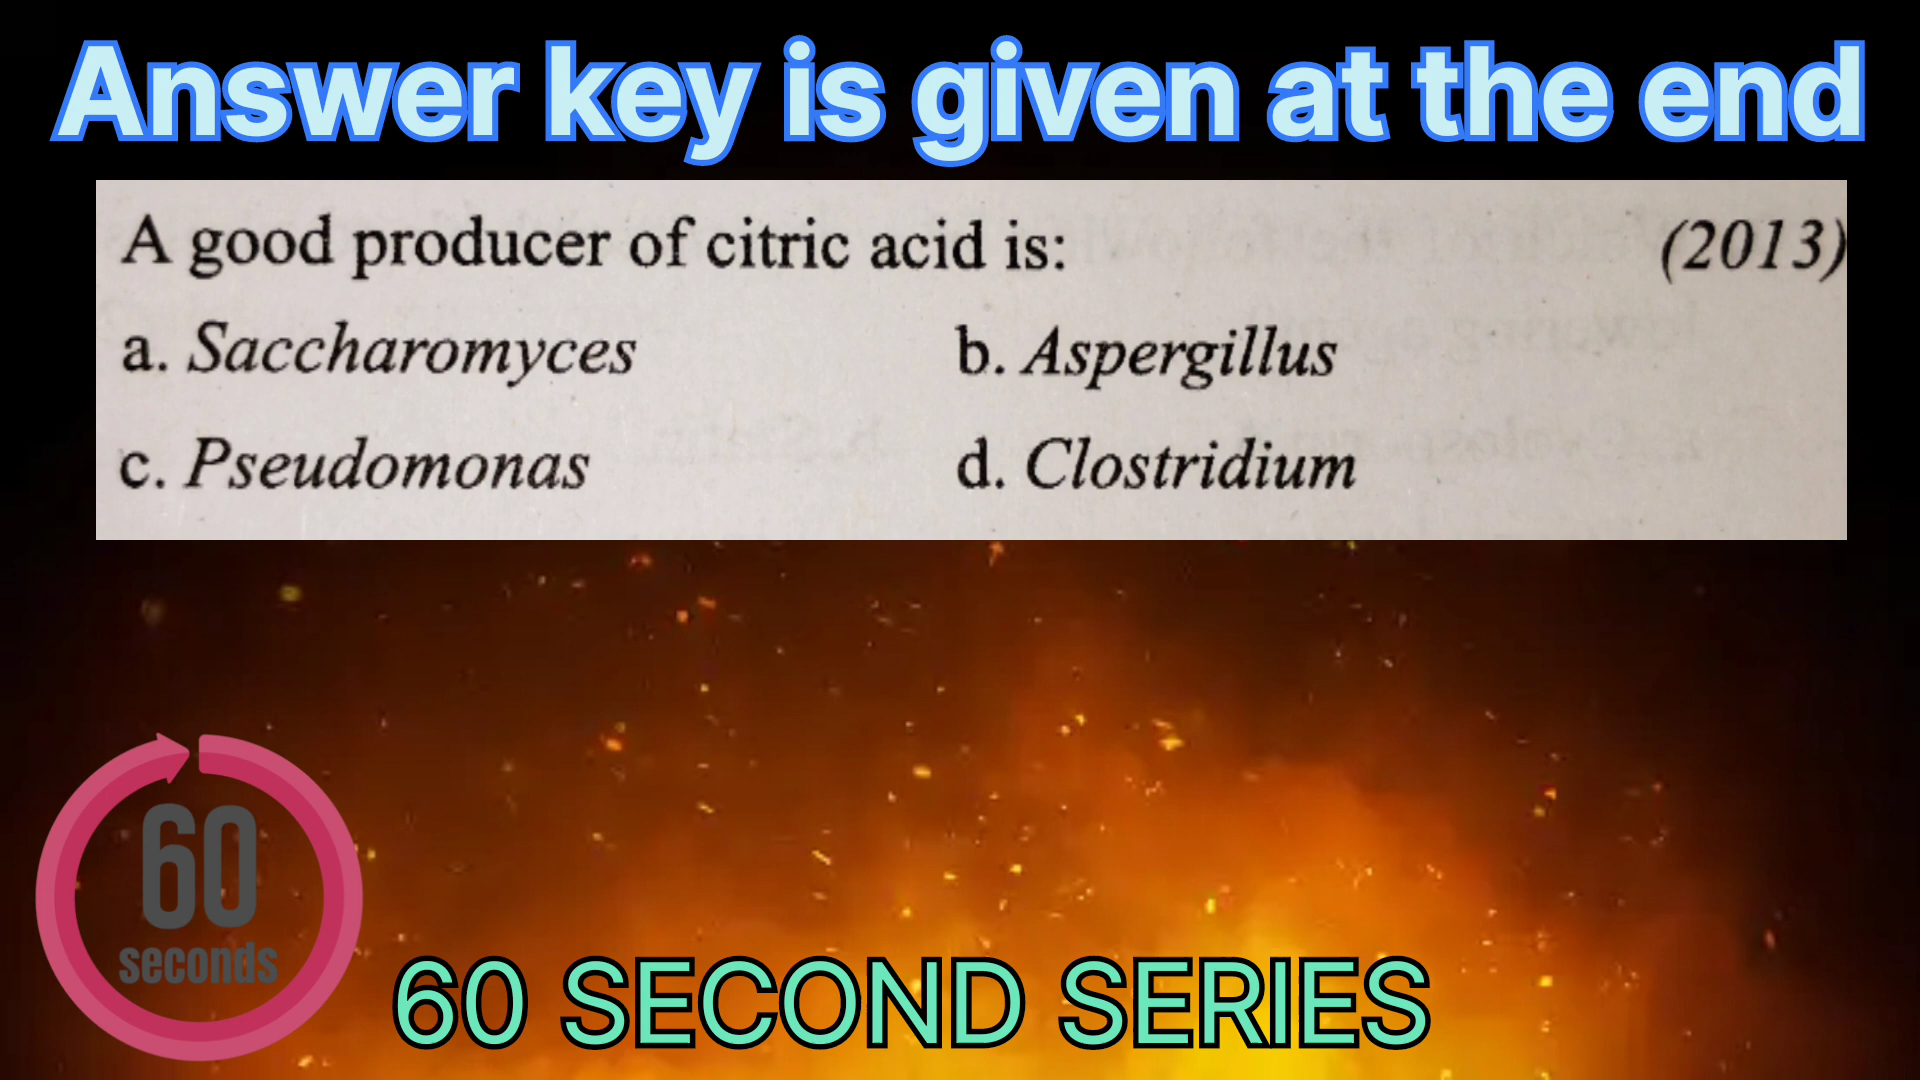 Answer key is given at the end
A good producer of citric acid is: (2013)
a. Saccharomyces b. Aspergillus
c. Pseudomonas d. Clostridium
60
seconds
60 SECOND SERIES